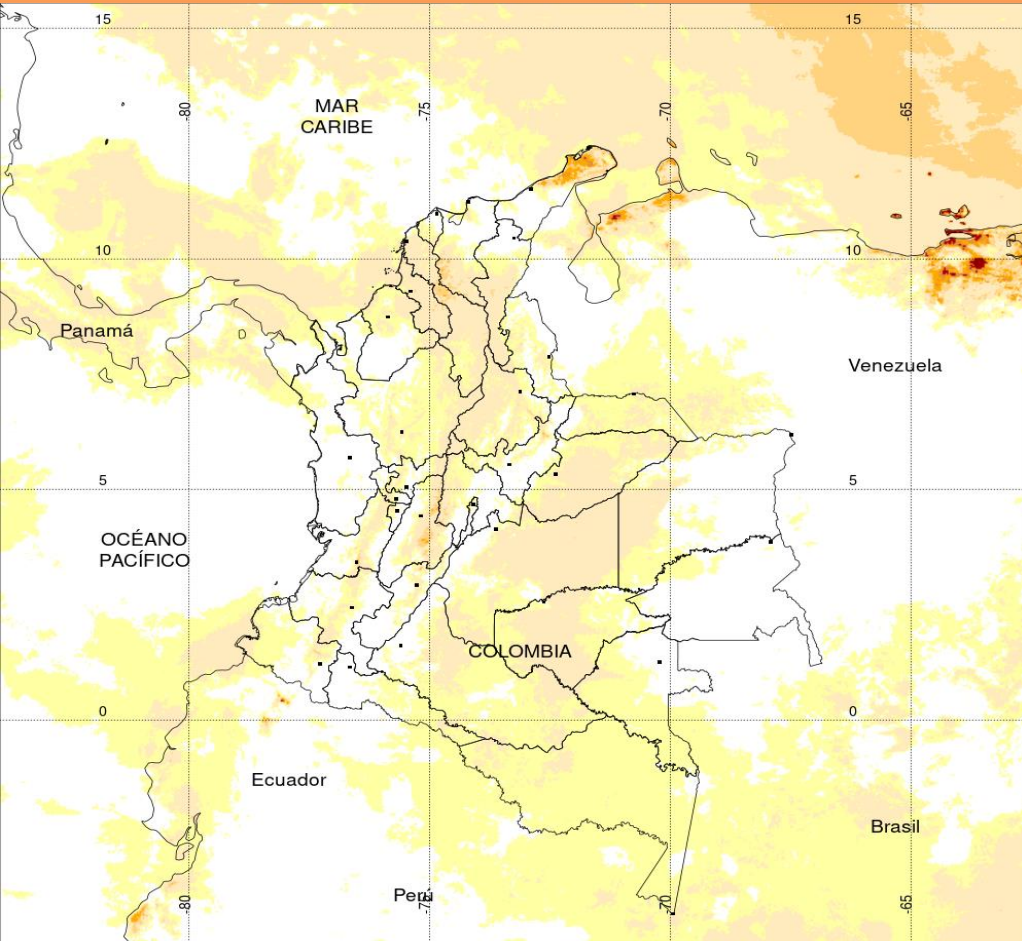 15
15
-80
-75
-70
-65
MAR
CARIBE
10
10
Panamá
Venezuela
5
5
OCÉANO
PACÍFICO
COLOMBIA
0
0
Ecuador
Brasil
Perú
-80
-75
-70
-65